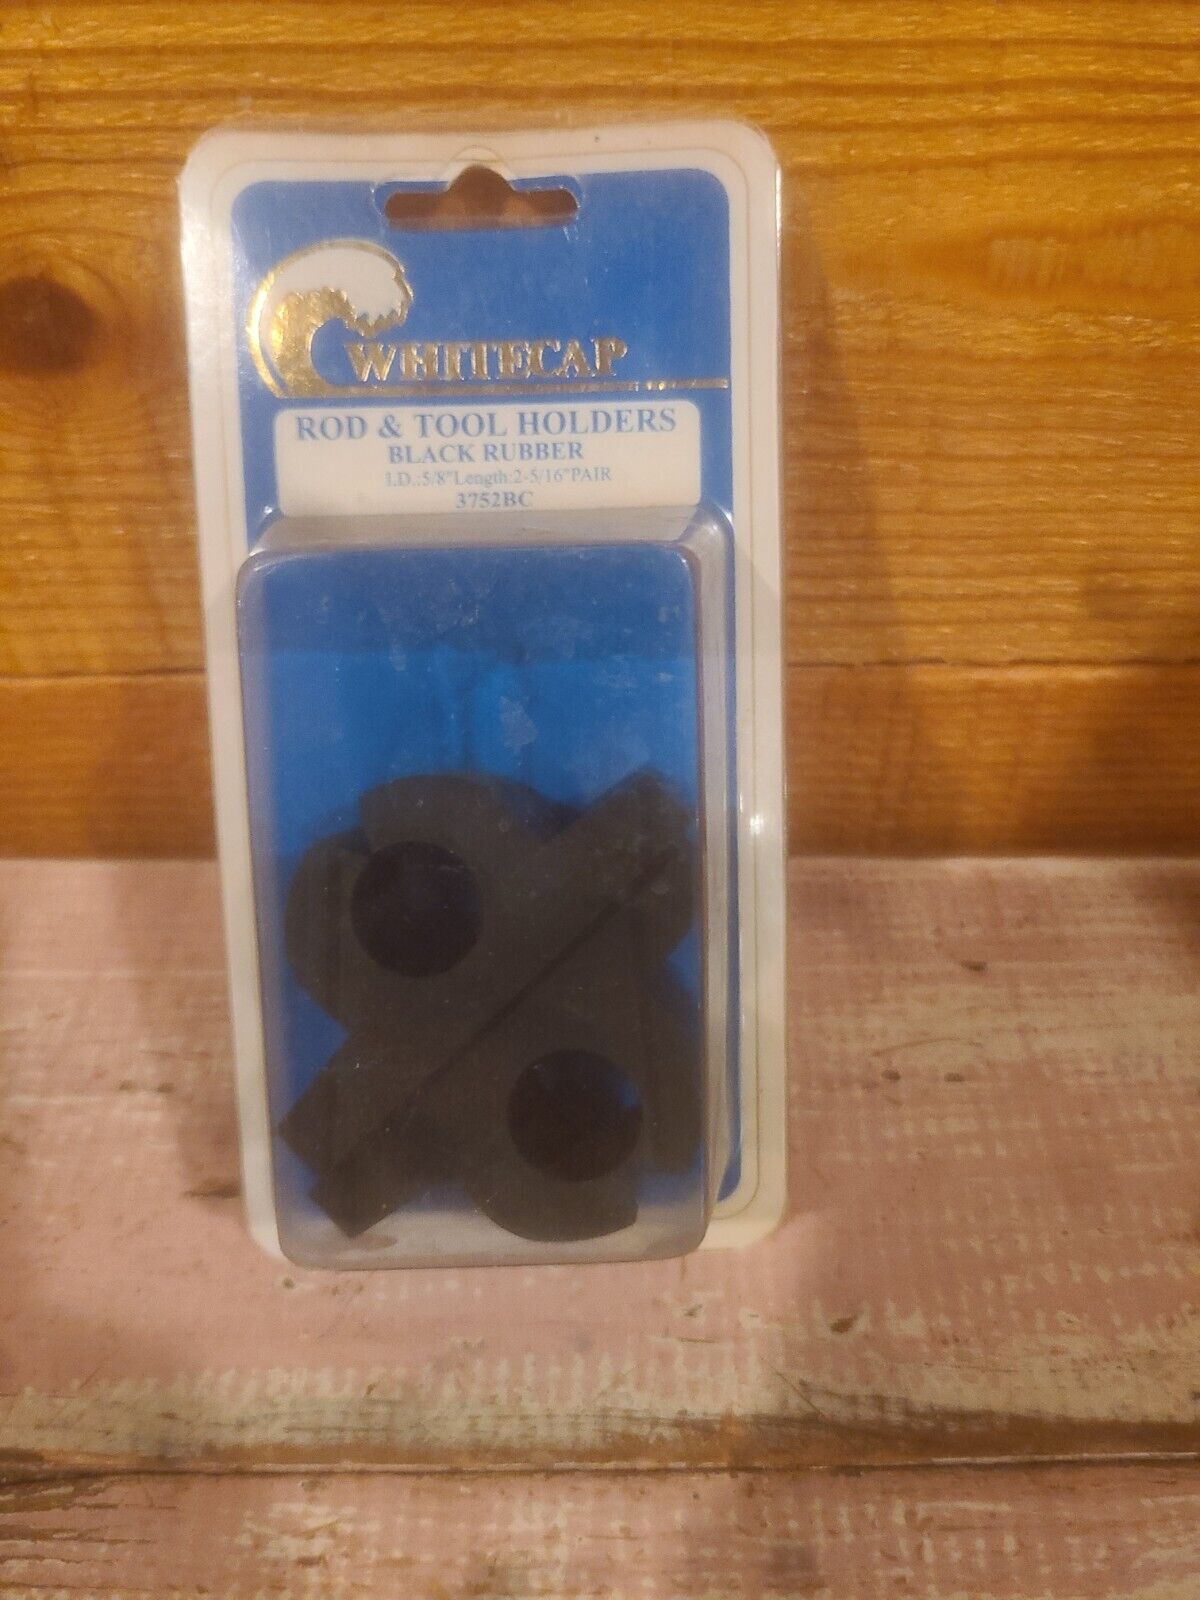 WHITECAP
ROD & TOOL HOLDERS
BLACK RUBBER
I.D.:5/8"Length:2-5/16"PAIR
3752BC